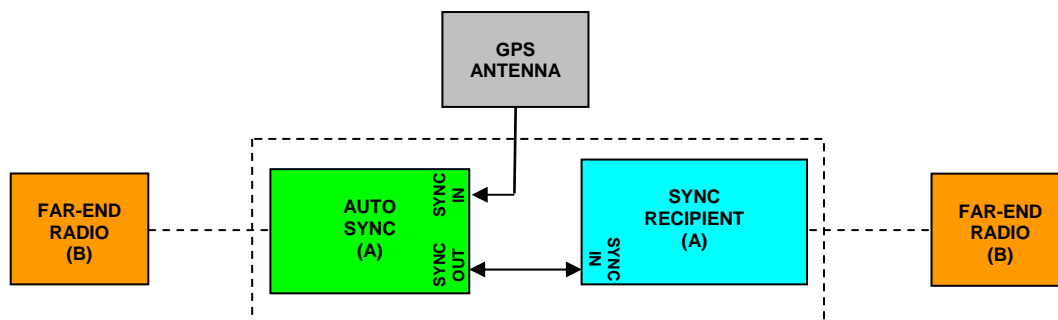 GPS
ANTENNA
FAR-END
RADIO
(B)
AUTO
SYNC
(A)
SYNC
IN
SYNC
OUT
SYNC
RECIPIENT
(A)
SYNC
IN
FAR-END
RADIO
(B)